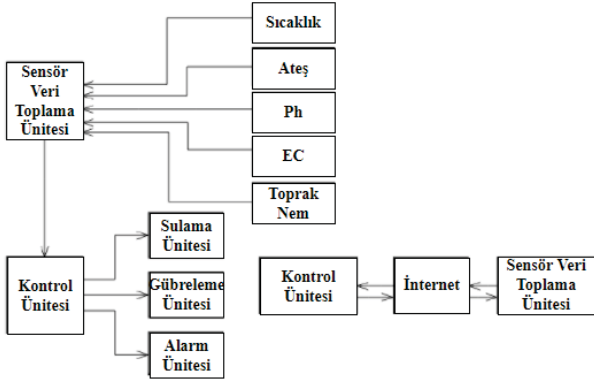 Sıcaklık
Ateş
Ph
EC
Toprak
Nem
Sensör
Veri
Toplama
Ünitesi
Kontrol
Ünitesi
Sulama
Ünitesi
Gübreleme
Ünitesi
Alarm
Ünitesi
Kontrol
Ünitesi
İnternet
Sensör Veri
Toplama
Ünitesi